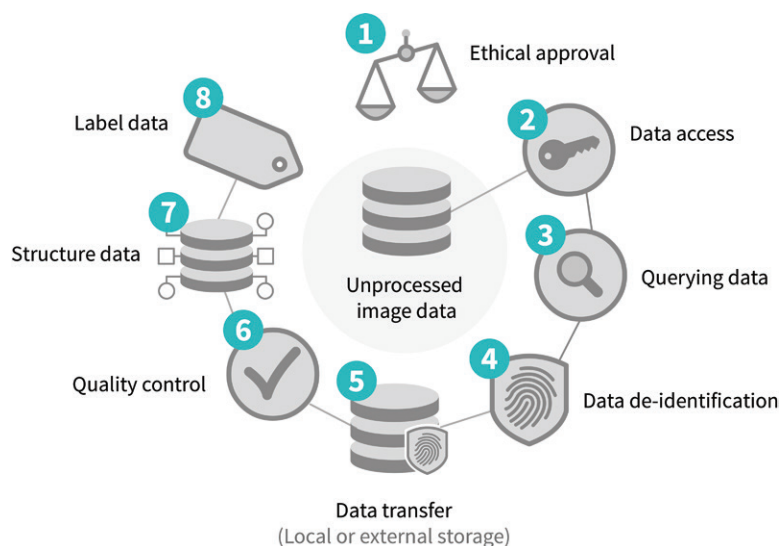 1
Ethical approval
2
Data access
3
Querying data
4
Data de-identification
5
Data transfer
(Local or external storage)
6
Quality control
7
Structure data
8
Label data
Unprocessed
image data